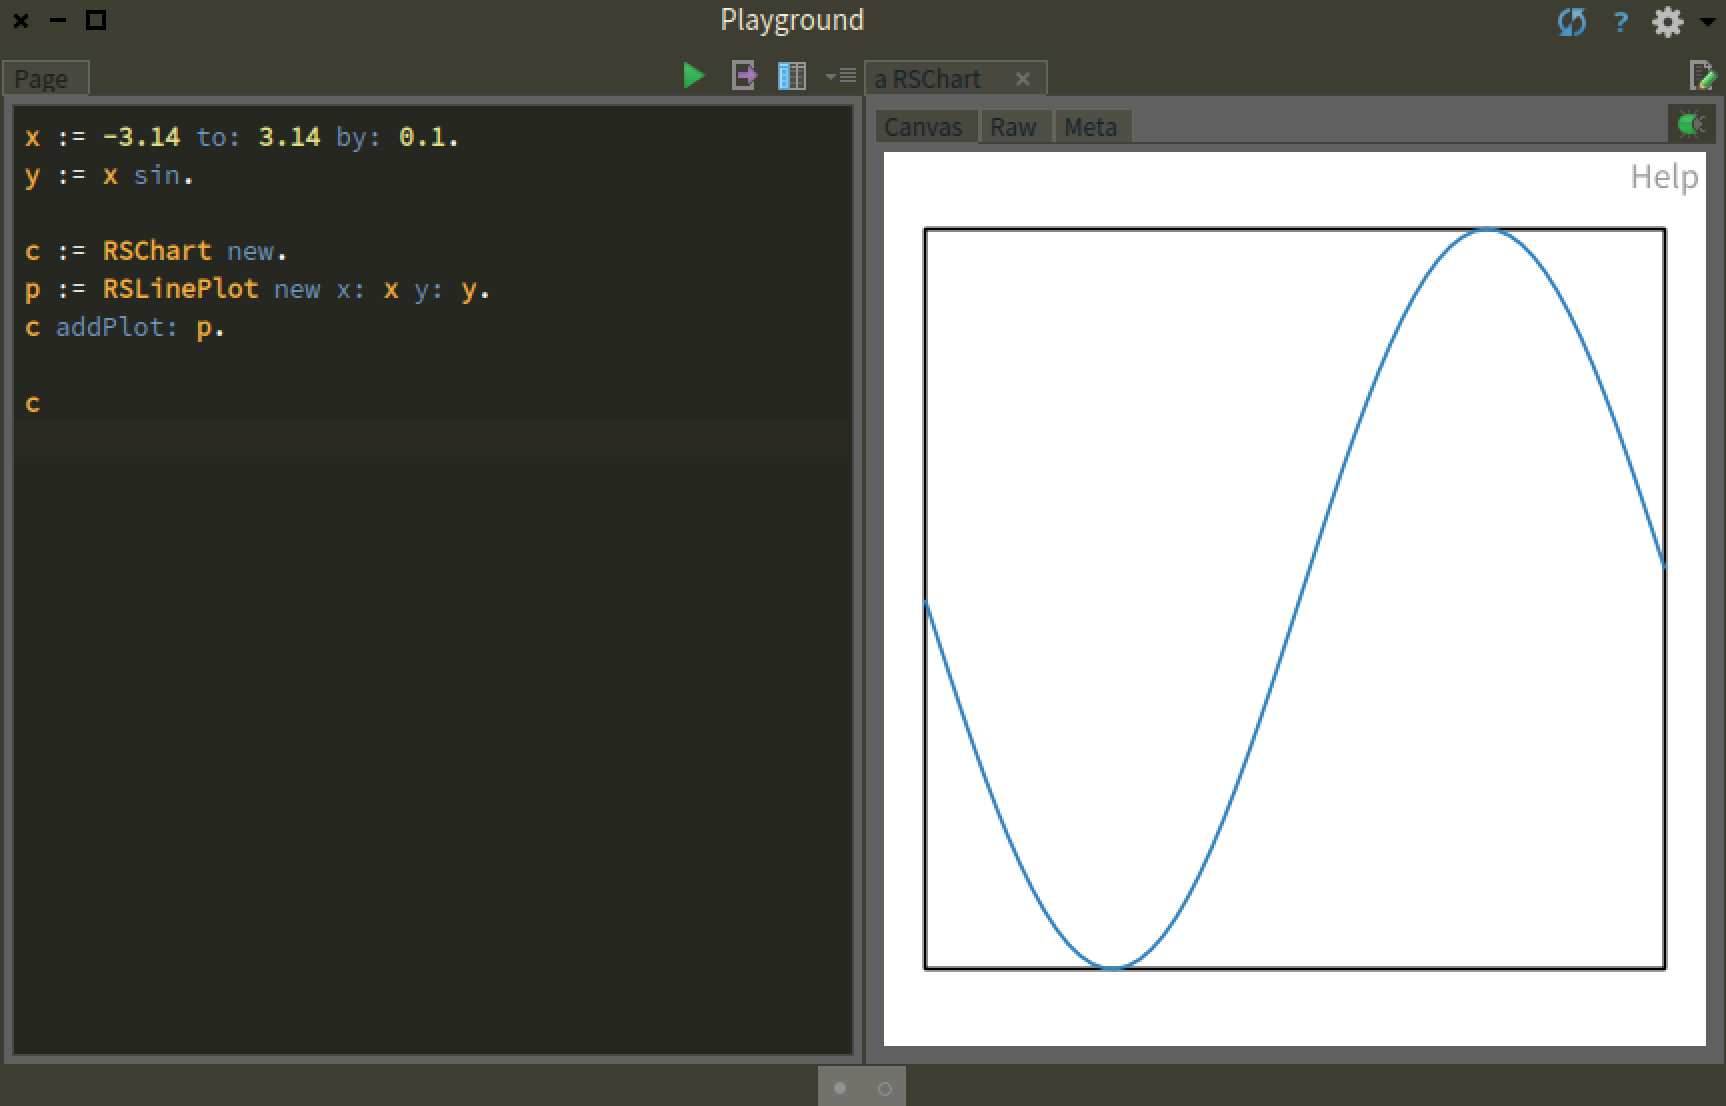 Playground
?
Page
a RSChart
x := -3.14 to: 3.14 by: 0.1.
y := x sin.
c := RSChart new.
p := RSLinePlot new x: x y: y.
c addPlot: p.
c
Canvas Raw Meta
Help